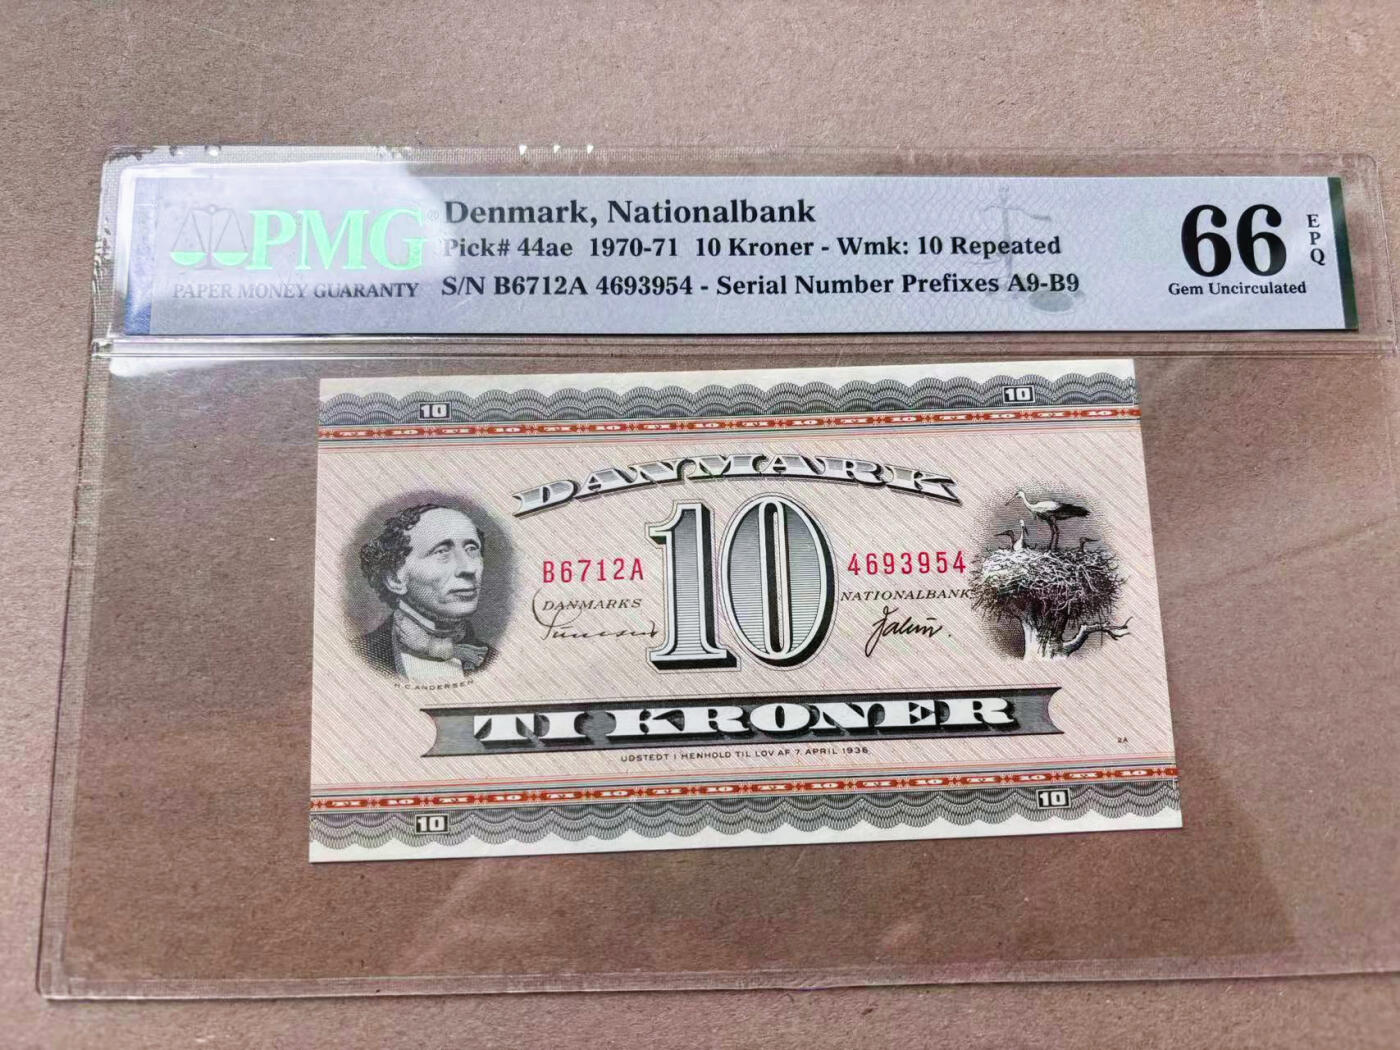 PMG®
PAPER MONEY GUARANTY
Denmark, Nationalbank
Pick# 44ae 1970-71 10 Kroner - Wmk: 10 Repeated
S/N B6712A 4693954 - Serial Number Prefixes A9-B9
66
EPQ
Gem Uncirculated
10 10
DANMARK
10
B6712A 4693954
DANMARKS NATIONALBANK
H.C. ANDERSEN
TI KRONER
UDSTEDT I HENHOLD TIL LOV AF 7. APRIL 1936
2A
10 10